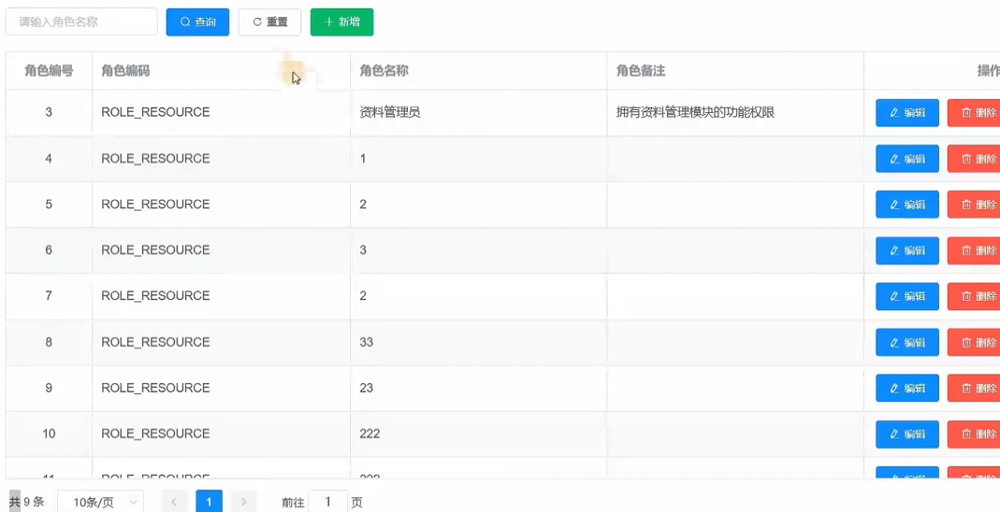 请输入角色名称 查询 重置 新增
角色编号 角色编码 角色名称 角色备注 操作
3 ROLE_RESOURCE 资料管理员 拥有资料管理模块的功能权限 编辑 删除
4 ROLE_RESOURCE 1 编辑 删除
5 ROLE_RESOURCE 2 编辑 删除
6 ROLE_RESOURCE 3 编辑 删除
7 ROLE_RESOURCE 2 编辑 删除
8 ROLE_RESOURCE 33 编辑 删除
9 ROLE_RESOURCE 23 编辑 删除
10 ROLE_RESOURCE 222 编辑 删除
11 ROLE_RESOURCE 编辑 删除
共 9 条 10条/页 1 前往 1 页